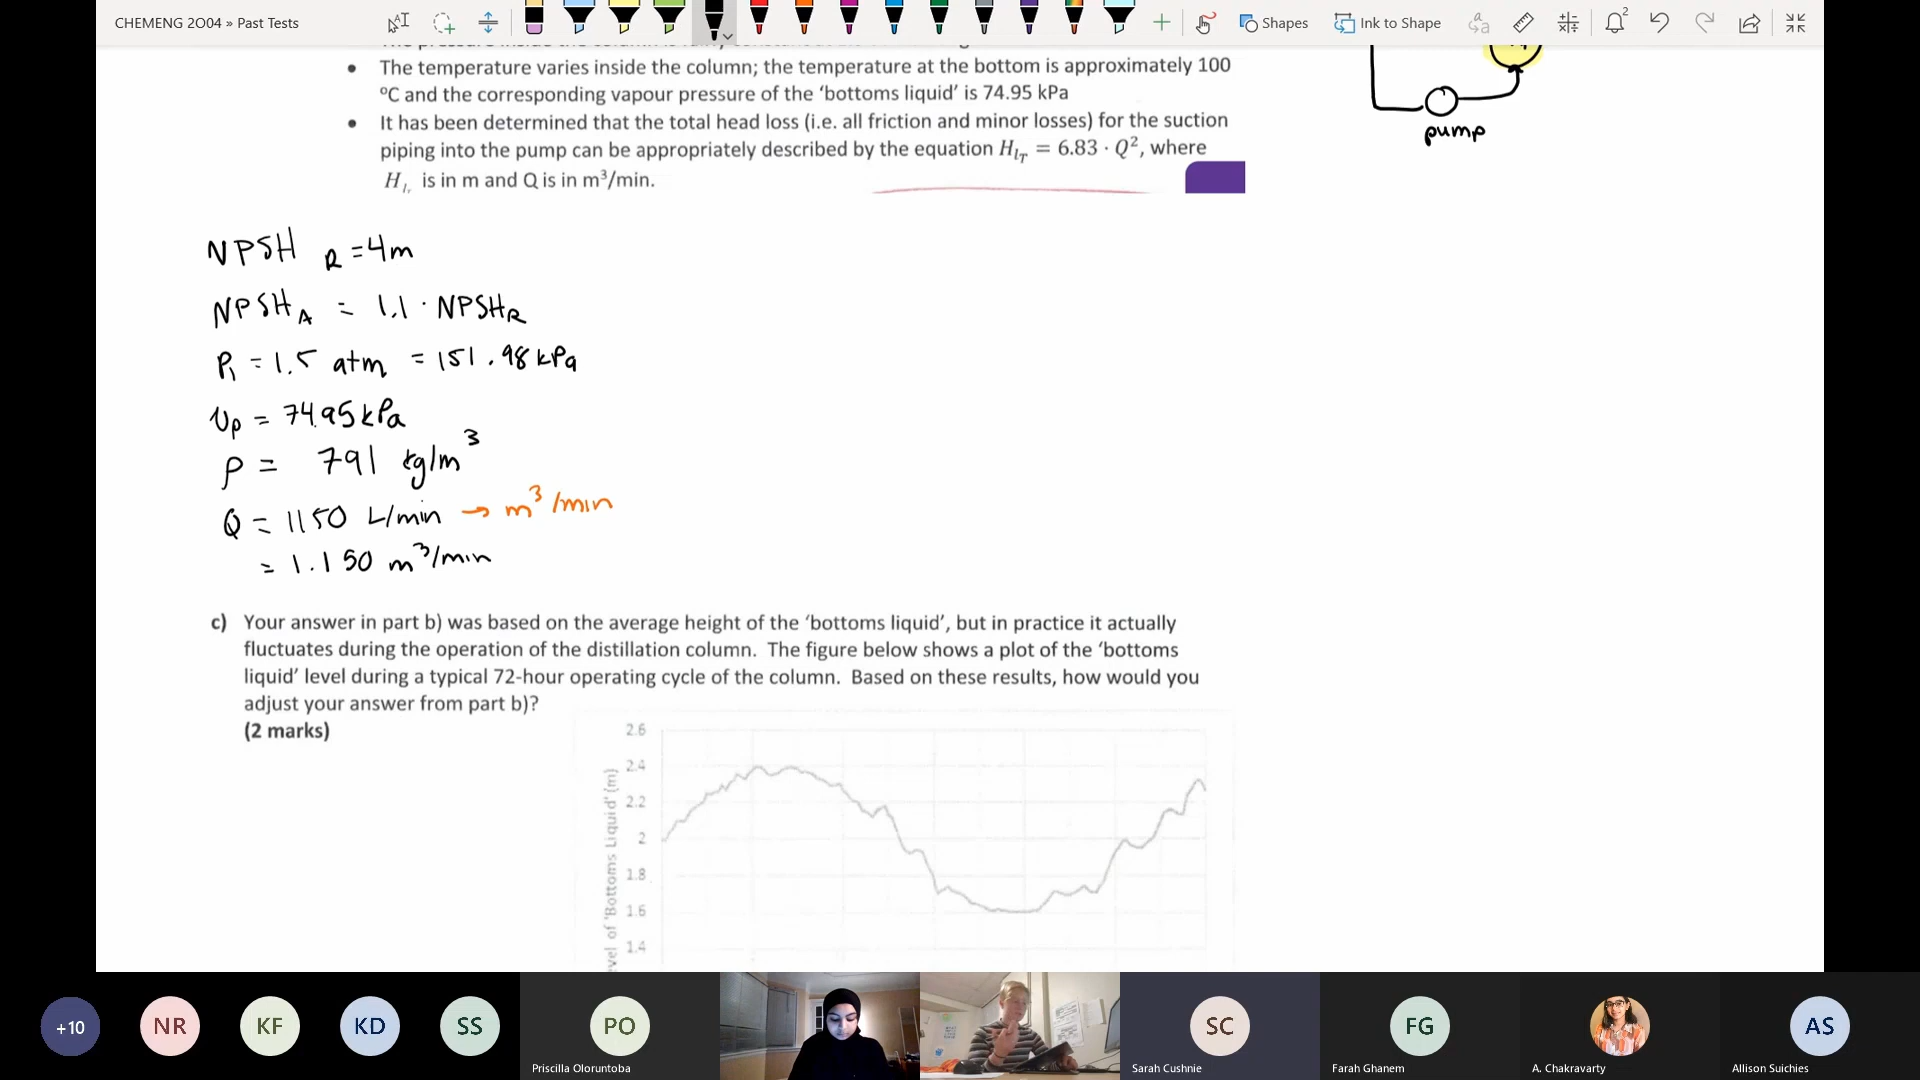 CHEMENG 2O04 » Past Tests
Shapes
Ink to Shape
2
• The temperature varies inside the column; the temperature at the bottom is approximately 100
ºC and the corresponding vapour pressure of the ‘bottoms liquid’ is 74.95 kPa
• It has been determined that the total head loss (i.e. all friction and minor losses) for the suction
piping into the pump can be appropriately described by the equation H_{l_T} = 6.83 · Q², where
H_{l_T} is in m and Q is in m³/min.
pump
NPSH R = 4m
NPSH_A = 1.1 · NPSH_R
P₁ = 1.5 atm = 151.98 kPa
Vp = 74.95 kPa
ρ = 791 kg/m³
Q = 1150 L/min → m³/min
= 1.150 m³/min
c) Your answer in part b) was based on the average height of the ‘bottoms liquid’, but in practice it actually
fluctuates during the operation of the distillation column. The figure below shows a plot of the ‘bottoms
liquid’ level during a typical 72-hour operating cycle of the column. Based on these results, how would you
adjust your answer from part b)?
(2 marks)
2.6
2.4
2.2
2
1.8
1.6
1.4
of 'Bottoms Liquid' (m)
+10
NR
KF
KD
SS
PO
Priscilla Oloruntoba
SC
Sarah Cushnie
FG
Farah Ghanem
A. Chakravarty
AS
Allison Suichies